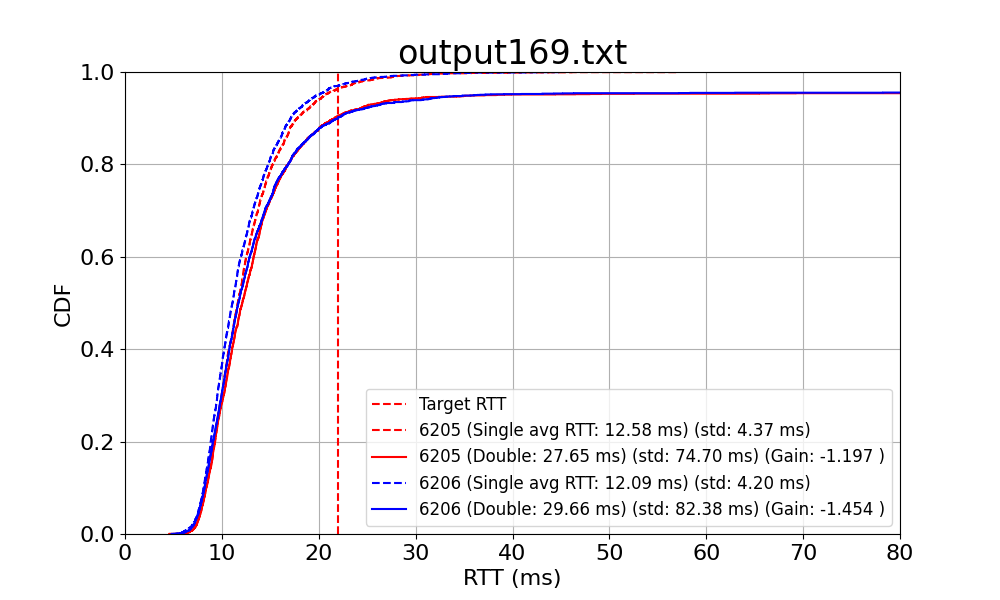 output169.txt
1.0
0.8
0.6
0.4
0.2
0.0
CDF
Target RTT
6205 (Single avg RTT: 12.58 ms) (std: 4.37 ms)
6205 (Double: 27.65 ms) (std: 74.70 ms) (Gain: -1.197 )
6206 (Single avg RTT: 12.09 ms) (std: 4.20 ms)
6206 (Double: 29.66 ms) (std: 82.38 ms) (Gain: -1.454 )
0 10 20 30 40 50 60 70 80
RTT (ms)